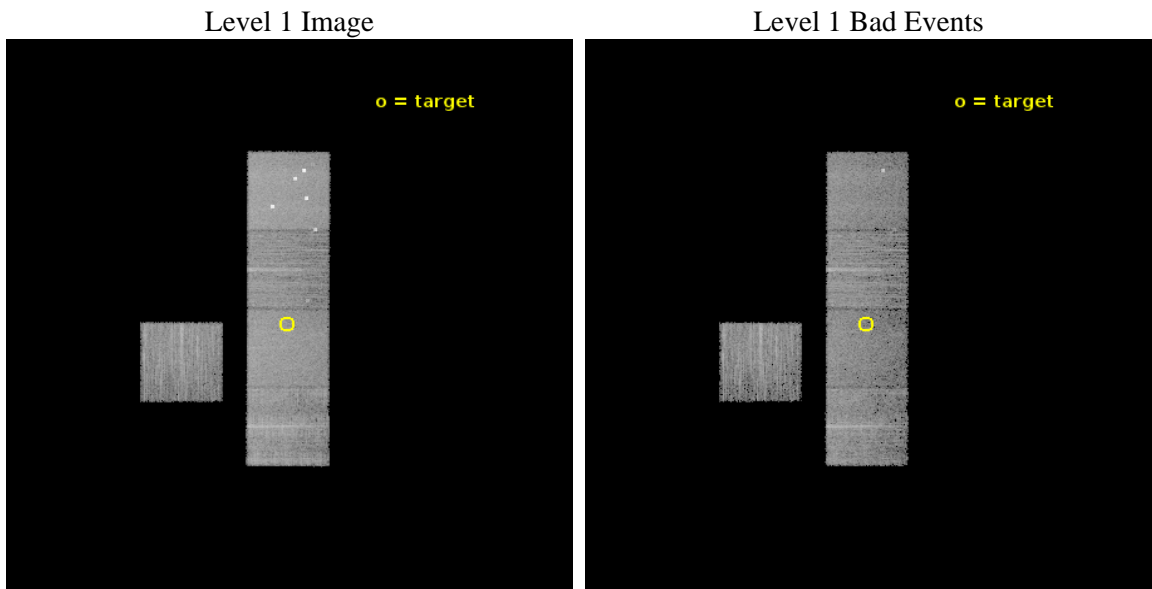 Level 1 Image
Level 1 Bad Events
o = target
o = target